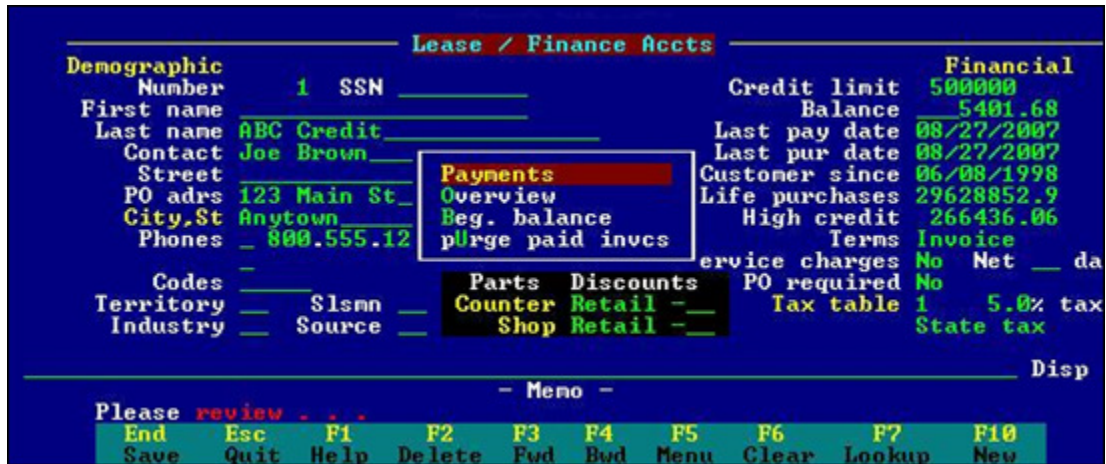 Lease / Finance Accts
Demographic Financial
Number 1 SSN Credit limit 500000
First name Balance 5401.68
Last name ABC Credit Last pay date 08/27/2007
Contact Joe Brown Last pur date 08/27/2007
Street Payments Customer since 06/08/1998
PO adrs 123 Main St Overview Life purchases 29628852.9
City,St Anytown Beg. balance High credit 266436.06
Phones 800.555.12 pUrge paid invcs Terms Invoice
ervice charges No Net da
Codes Parts Discounts PO required No
Territory Slsmn Counter Retail - Tax table 1 5.0% tax
Industry Source Shop Retail - State tax
Disp
- Memo -
Please review . . .
End Esc F1 F2 F3 F4 F5 F6 F7 F10
Save Quit Help Delete Fwd Bwd Menu Clear Lookup New